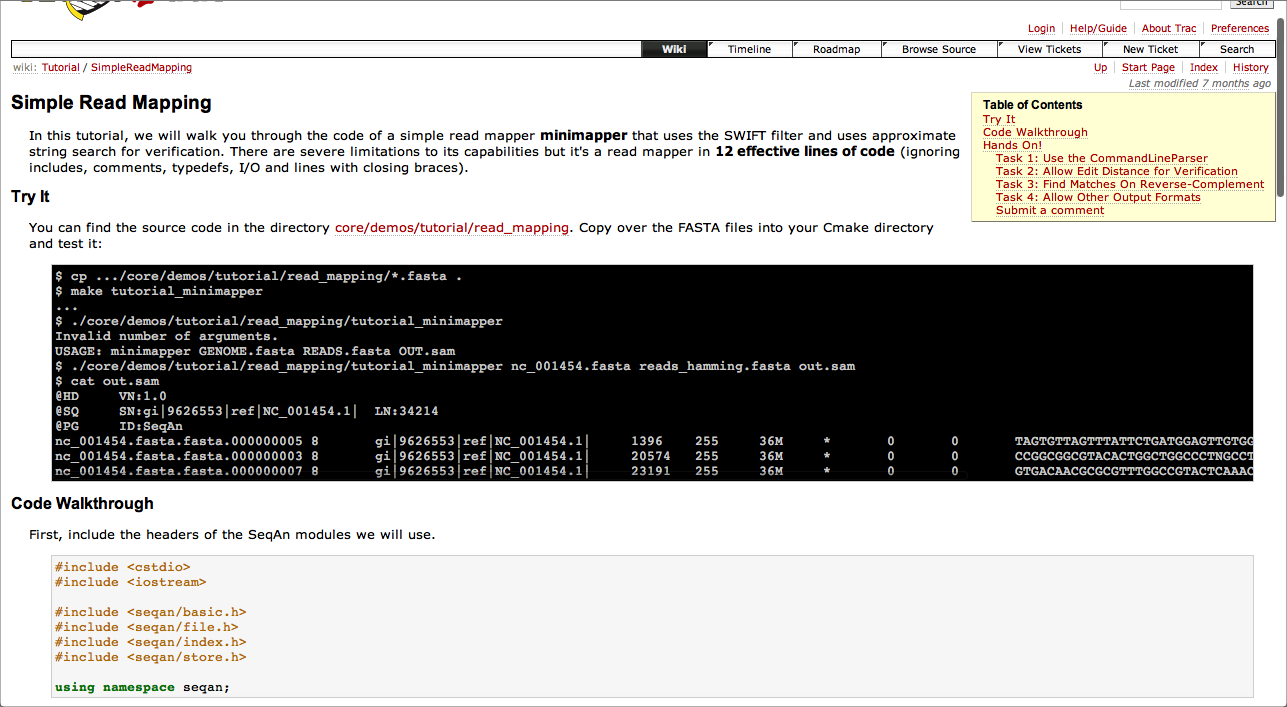 Search
Login Help/Guide About Trac Preferences
Wiki Timeline Roadmap Browse Source View Tickets New Ticket Search
wiki: Tutorial / SimpleReadMapping
Up Start Page Index History
Last modified 7 months ago
Simple Read Mapping
In this tutorial, we will walk you through the code of a simple read mapper minimapper that uses the SWIFT filter and uses approximate
string search for verification. There are severe limitations to its capabilities but it's a read mapper in 12 effective lines of code (ignoring
includes, comments, typedefs, I/O and lines with closing braces).
Table of Contents
Try It
Code Walkthrough
Hands On!
Task 1: Use the CommandLineParser
Task 2: Allow Edit Distance for Verification
Task 3: Find Matches On Reverse-Complement
Task 4: Allow Other Output Formats
Submit a comment
Try It
You can find the source code in the directory core/demos/tutorial/read_mapping. Copy over the FASTA files into your Cmake directory
and test it:
$ cp .../core/demos/tutorial/read_mapping/*.fasta .
$ make tutorial_minimapper
...
$ ./core/demos/tutorial/read_mapping/tutorial_minimapper
Invalid number of arguments.
USAGE: minimapper GENOME.fasta READS.fasta OUT.sam
$ ./core/demos/tutorial/read_mapping/tutorial_minimapper nc_001454.fasta reads_hamming.fasta out.sam
$ cat out.sam
@HD VN:1.0
@SQ SN:gi|9626553|ref|NC_001454.1| LN:34214
@PG ID:SeqAn
nc_001454.fasta.fasta.000000005 8 gi|9626553|ref|NC_001454.1| 1396 255 36M * 0 0 TAGTGTTAGTTTATTCTGATGGAGTTGTGG
nc_001454.fasta.fasta.000000003 8 gi|9626553|ref|NC_001454.1| 20574 255 36M * 0 0 CCGGCGGCGTACACTGGCTGGCCCTNGCCT
nc_001454.fasta.fasta.000000007 8 gi|9626553|ref|NC_001454.1| 23191 255 36M * 0 0 GTGACAACGCGCGTTTGGCCGTACTCAAAC
Code Walkthrough
First, include the headers of the SeqAn modules we will use.
#include <cstdio>
#include <iostream>
#include <seqan/basic.h>
#include <seqan/file.h>
#include <seqan/index.h>
#include <seqan/store.h>
using namespace seqan;